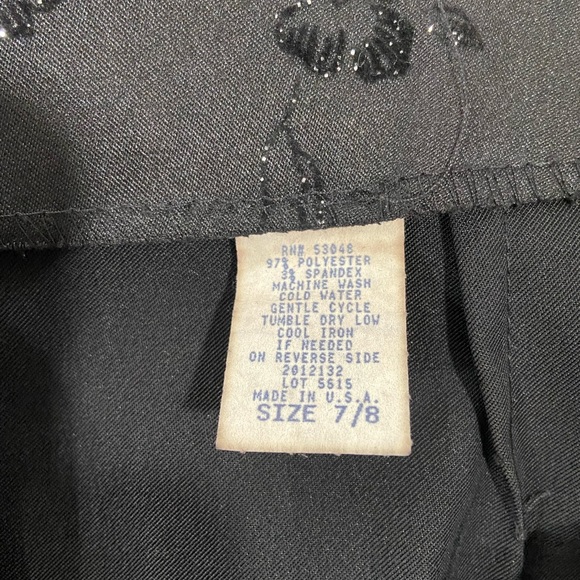 RN# 53048
97% POLYESTER
3% SPANDEX
MACHINE WASH
COLD WATER
GENTLE CYCLE
TUMBLE DRY LOW
COOL IRON
IF NEEDED
ON REVERSE SIDE
2012132
LOT 5615
MADE IN U.S.A.
SIZE 7/8